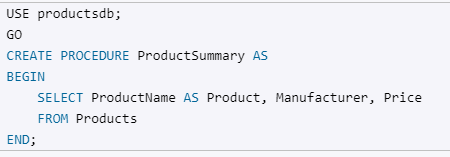 USE productsdb;
GO
CREATE PROCEDURE ProductSummary AS
BEGIN
    SELECT ProductName AS Product, Manufacturer, Price
    FROM Products
END;